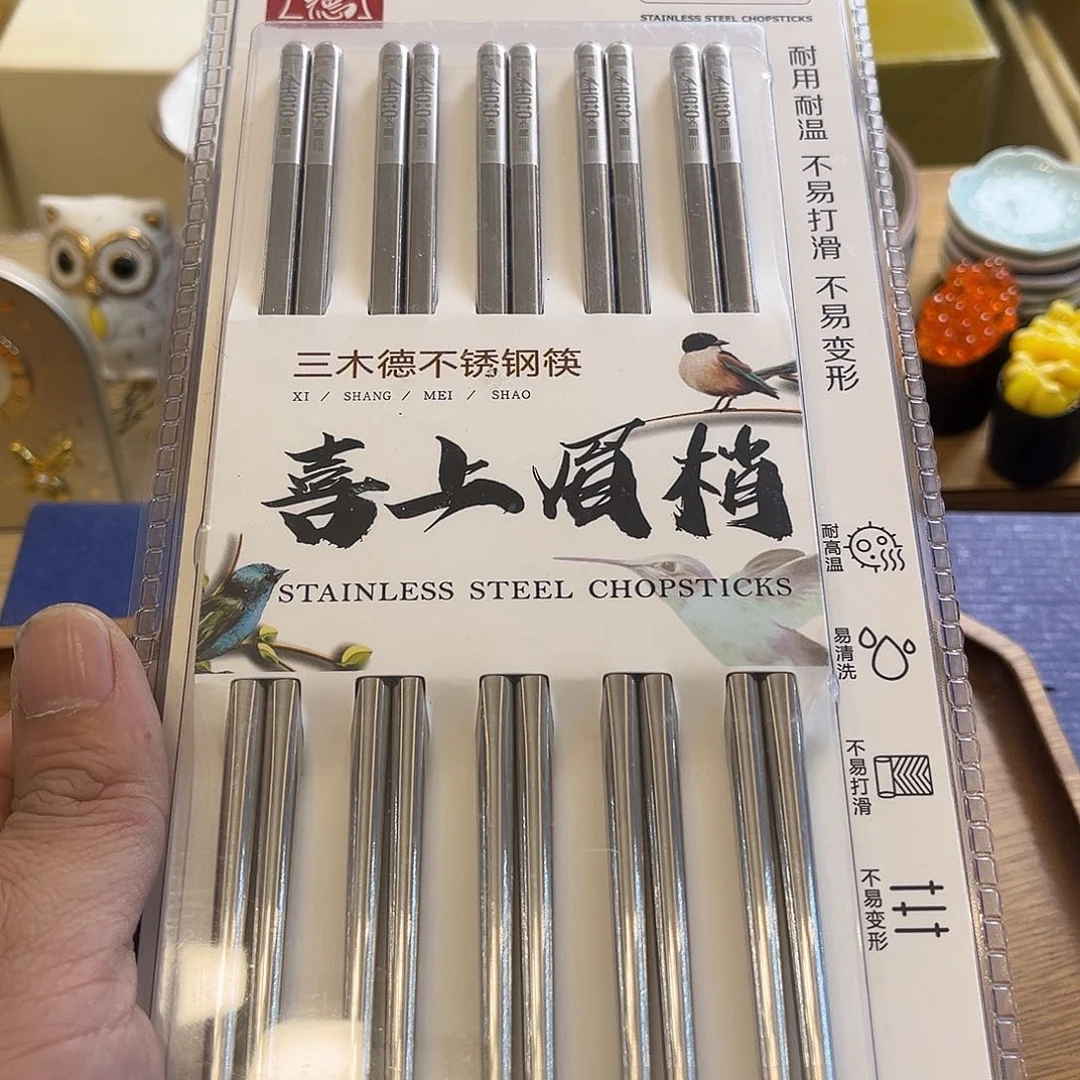 德
STAINLESS STEEL CHOPSTICKS
耐用耐温 不易打滑 不易变形
三木德不锈钢筷
XI / SHANG / MEI / SHAO
喜上眉梢
STAINLESS STEEL CHOPSTICKS
耐高温
易清洗
不易打滑
不易变形